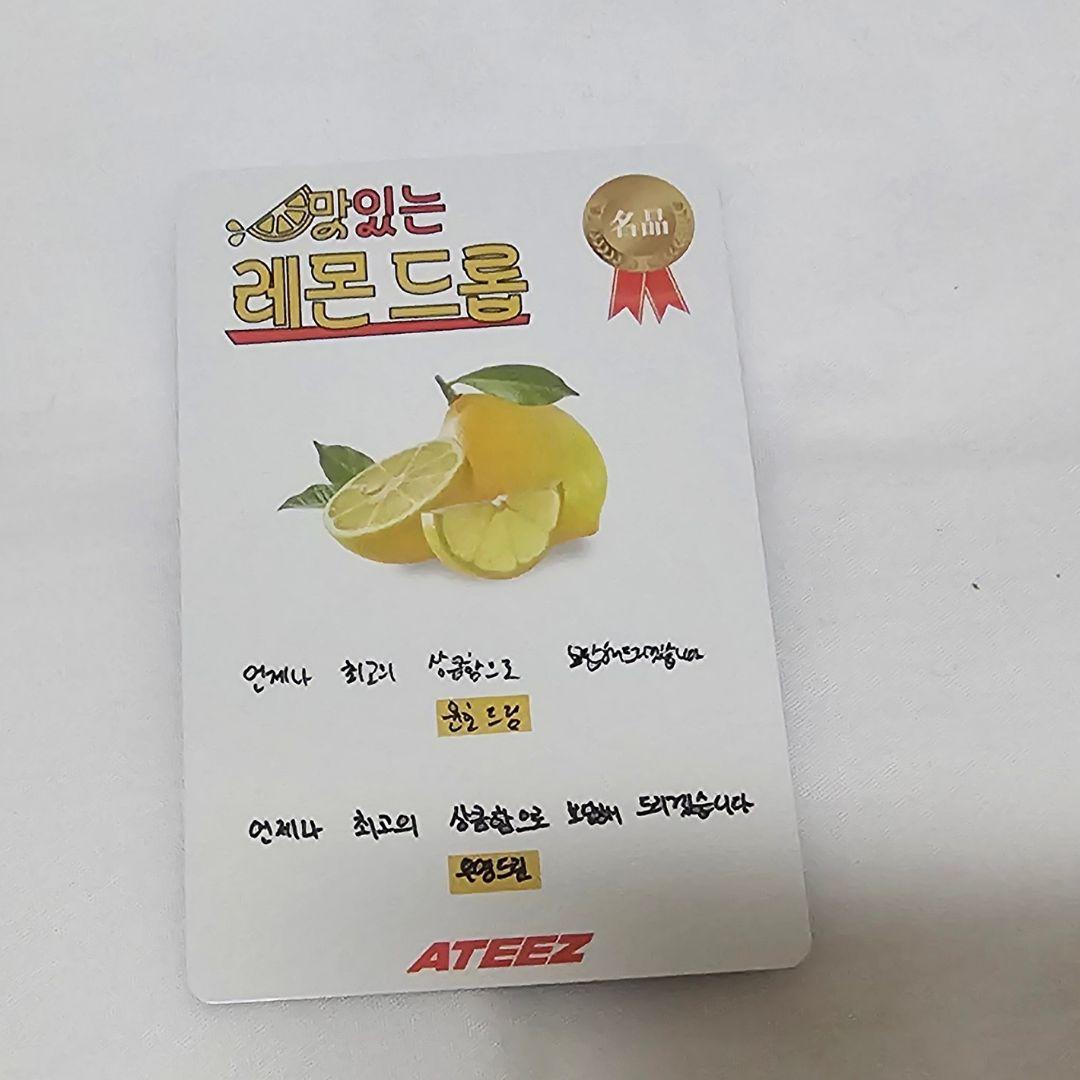 맛있는
레몬 드롭
名品
언제나 최고의 상큼함으로 보답해드리겠습니다
윤호 드림
언제나 최고의 상큼함으로 보답해 드리겠습니다
우영드림
ATEEZ